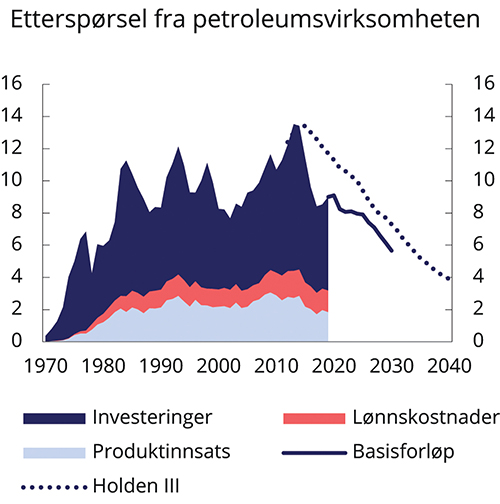 Etterspørsel fra petroleumsvirksomheten
16 16
14 14
12 12
10 10
8 8
6 6
4 4
2 2
0 0
1970 1980 1990 2000 2010 2020 2030 2040
Investeringer Lønnskostnader
Produktinnsats Basisforløp
Holden III